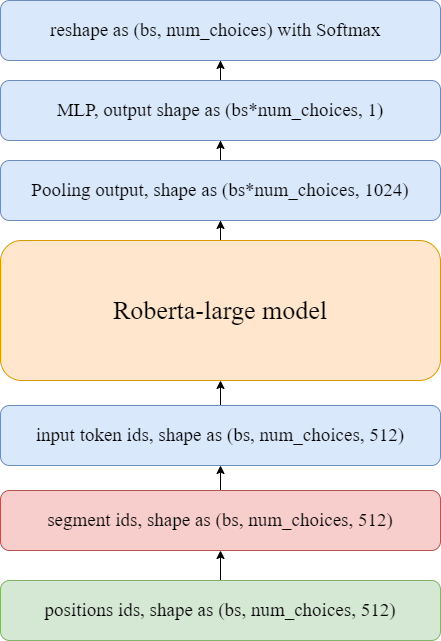 reshape as (bs, num_choices) with Softmax
MLP, output shape as (bs*num_choices, 1)
Pooling output, shape as (bs*num_choices, 1024)
Roberta-large model
input token ids, shape as (bs, num_choices, 512)
segment ids, shape as (bs, num_choices, 512)
positions ids, shape as (bs, num_choices, 512)